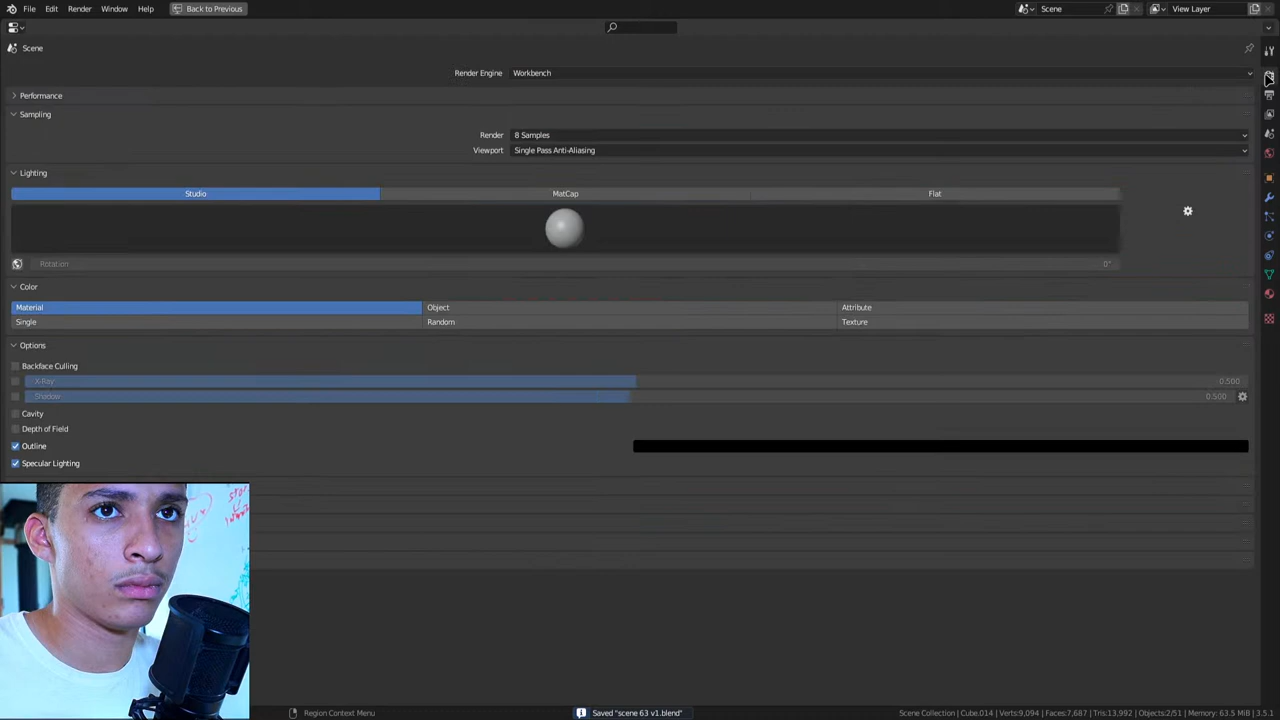 File Edit Render Window Help Back to Previous Scene View Layer
Scene
Render Engine Workbench
Performance
Sampling
Render 8 Samples
Viewport Single Pass Anti-Aliasing
Lighting
Studio MatCap Flat
Rotation 0°
Color
Material Object Attribute
Single Random Texture
Options
Backface Culling
X-Ray 0.500
Shadow 0.500
Cavity
Depth of Field
Outline
Specular Lighting
Region Context Menu Saved "scene 63 v1.blend" Scene Collection | Cube.014 | Verts:9,094 | Faces:7,687 | Tris:13,992 | Objects:2/51 | Memory: 63.5 MiB | 3.5.1